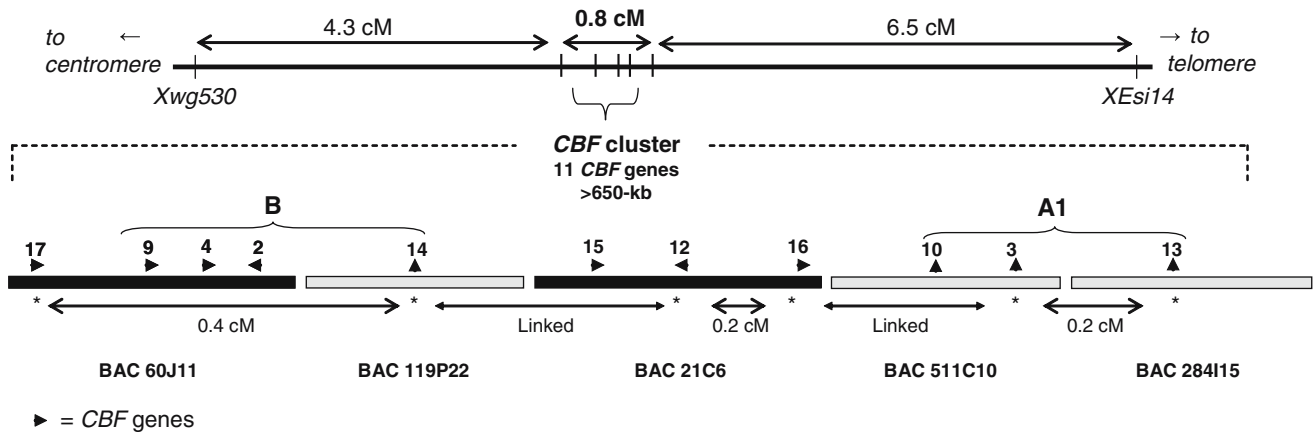 4.3 cM 0.8 cM 6.5 cM
to ← → to
centromere telomere
Xwg530 XEsi14
CBF cluster
11 CBF genes
>650-kb
B A1
17 9 4 2 14 15 12 16 10 3 13
* * * * * *
0.4 cM Linked 0.2 cM Linked 0.2 cM
BAC 60J11 BAC 119P22 BAC 21C6 BAC 511C10 BAC 284I15
= CBF genes